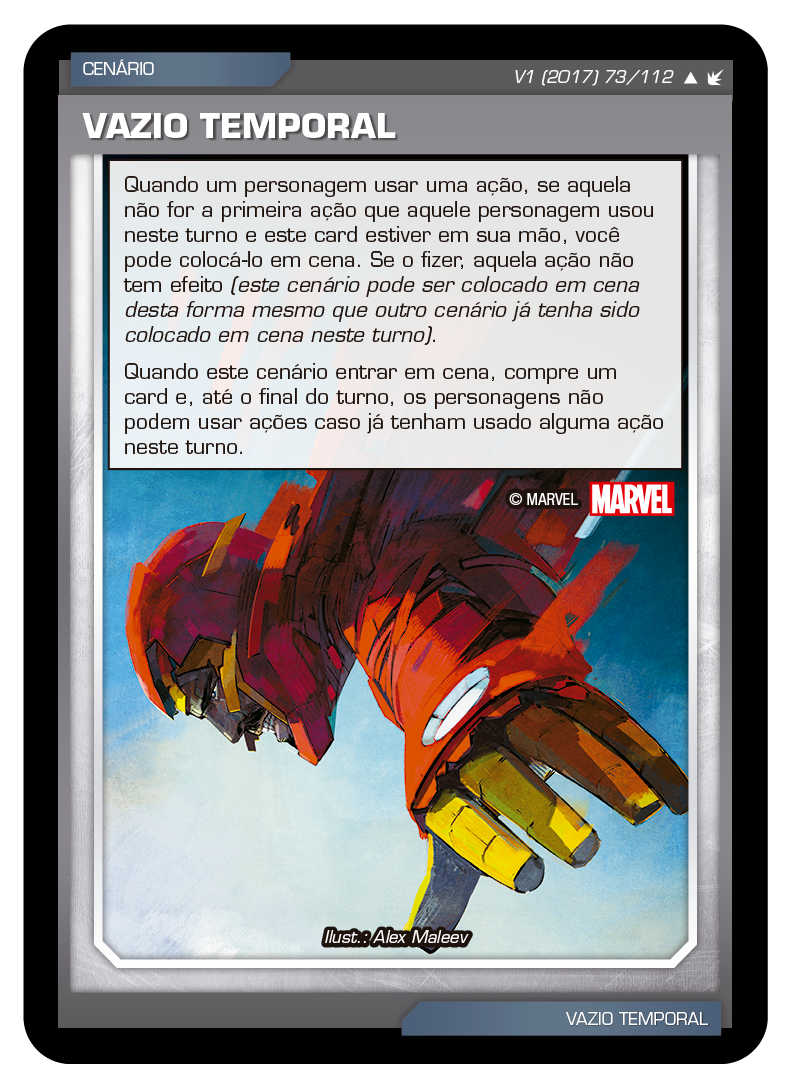 CENÁRIO
V1 (2017) 73/112
VAZIO TEMPORAL
Quando um personagem usar uma ação, se aquela
não for a primeira ação que aquele personagem usou
neste turno e este card estiver em sua mão, você
pode colocá-lo em cena. Se o fizer, aquela ação não
tem efeito (este cenário pode ser colocado em cena
desta forma mesmo que outro cenário já tenha sido
colocado em cena neste turno).
Quando este cenário entrar em cena, compre um
card e, até o final do turno, os personagens não
podem usar ações caso já tenham usado alguma ação
neste turno.
© MARVEL MARVEL
Ilust.: Alex Maleev
VAZIO TEMPORAL